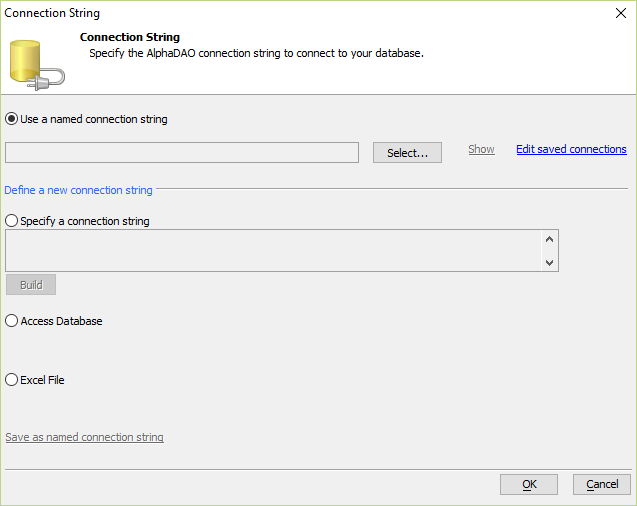 Connection String
Connection String
Specify the AlphaDAO connection string to connect to your database.
Use a named connection string
Select... Show Edit saved connections
Define a new connection string
Specify a connection string
Build
Access Database
Excel File
Save as named connection string
OK Cancel